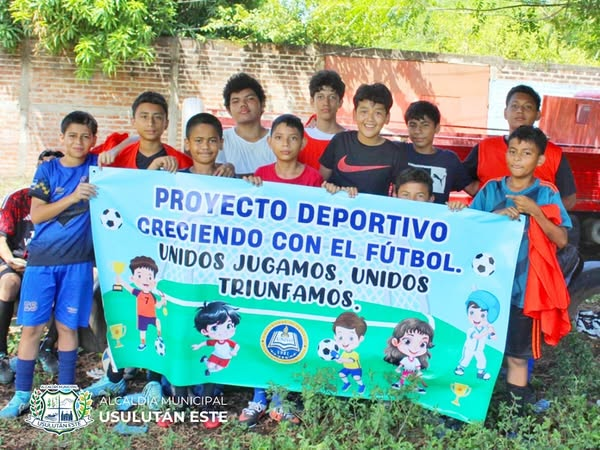 PROYECTO DEPORTIVO
CRECIENDO CON EL FÚTBOL.
UNIDOS JUGAMOS, UNIDOS
TRIUNFAMOS.
ALCALDÍA MUNICIPAL
USULUTÁN ESTE